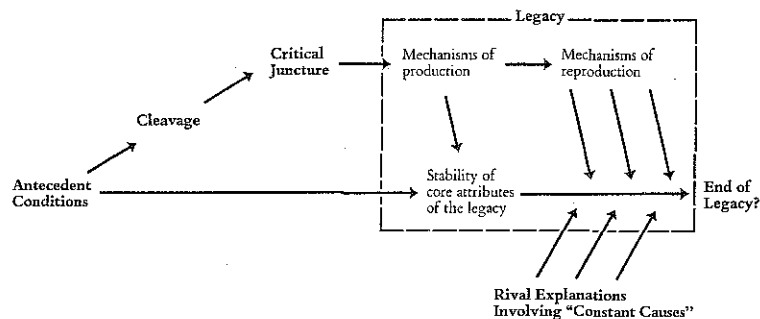 Legacy
Critical
Juncture
Mechanisms of
production
Mechanisms of
reproduction
Cleavage
Antecedent
Conditions
Stability of
core attributes
of the legacy
End of
Legacy?
Rival Explanations
Involving “Constant Causes”